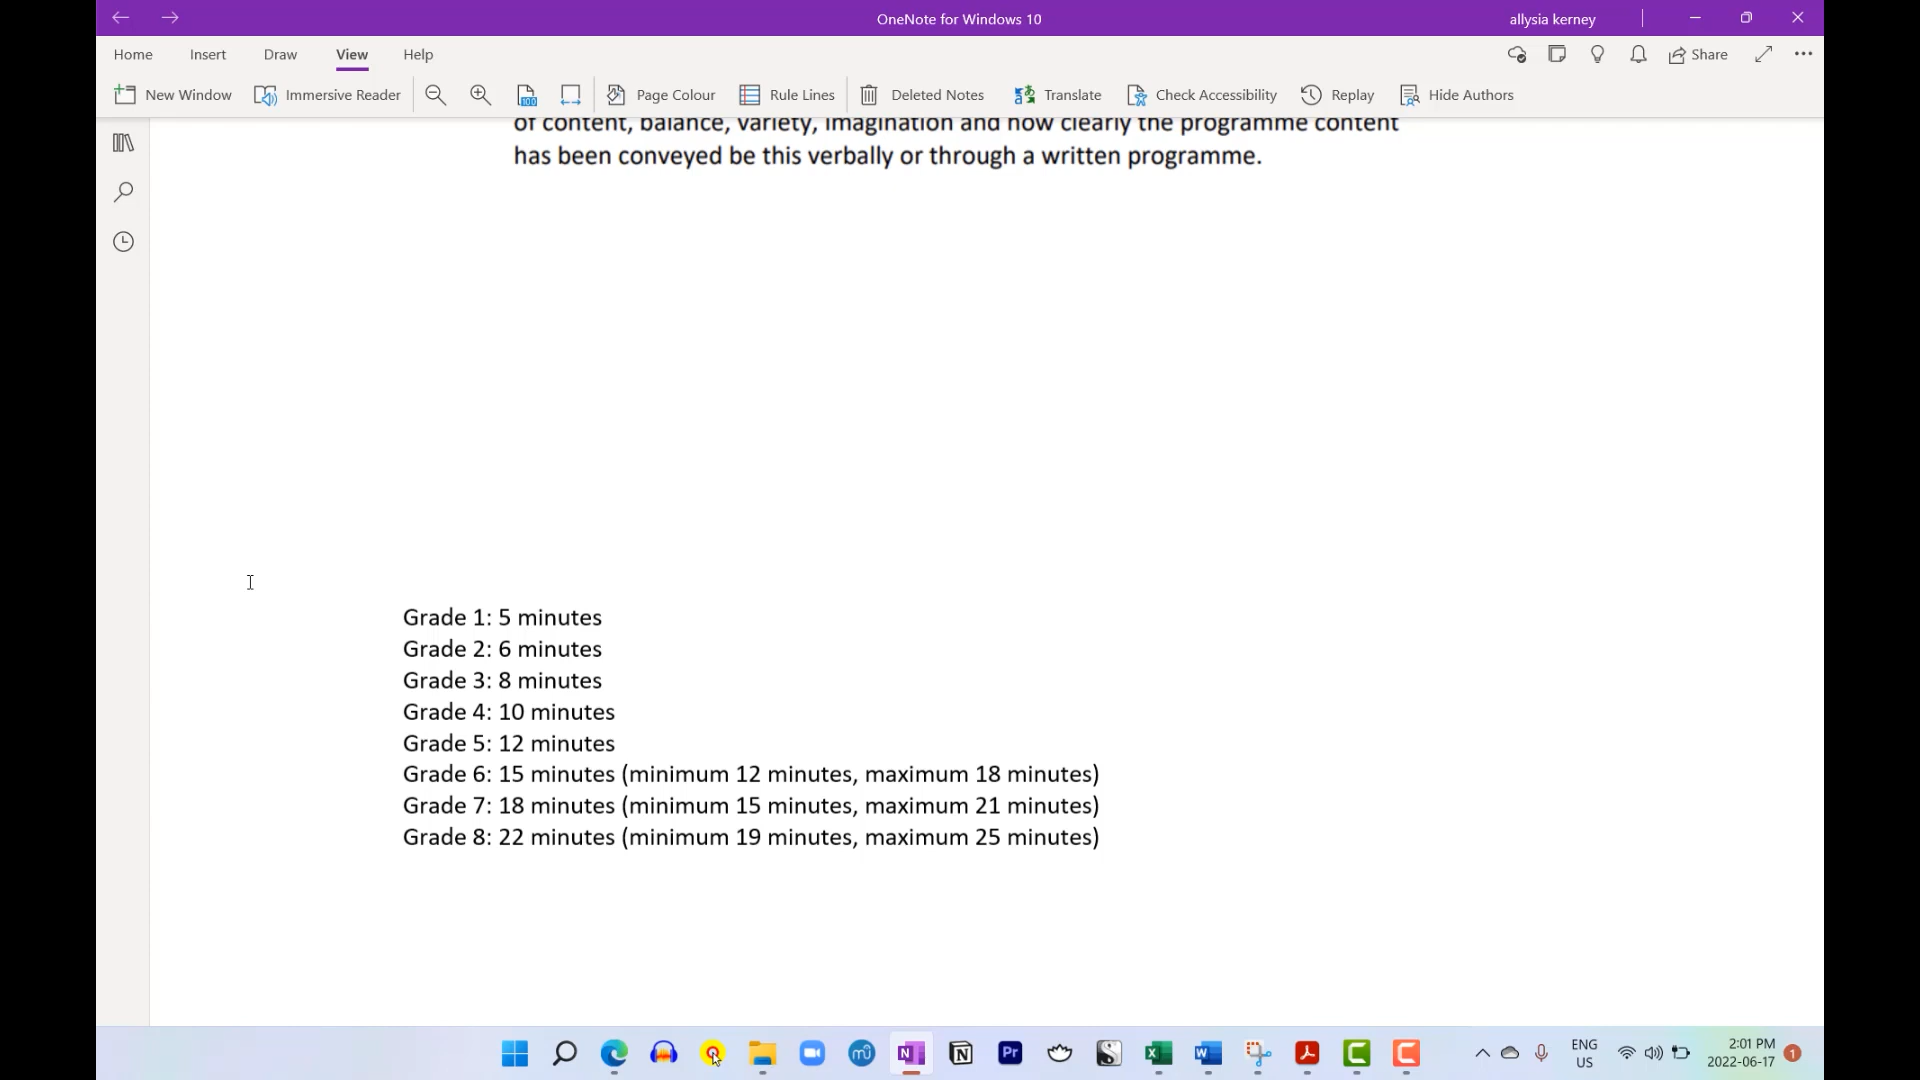 OneNote for Windows 10
allysia kerney
Home Insert Draw View Help
Share
New Window Immersive Reader Page Colour Rule Lines Deleted Notes Translate Check Accessibility Replay Hide Authors
of content, balance, variety, imagination and how clearly the programme content
has been conveyed be this verbally or through a written programme.
Grade 1: 5 minutes
Grade 2: 6 minutes
Grade 3: 8 minutes
Grade 4: 10 minutes
Grade 5: 12 minutes
Grade 6: 15 minutes (minimum 12 minutes, maximum 18 minutes)
Grade 7: 18 minutes (minimum 15 minutes, maximum 21 minutes)
Grade 8: 22 minutes (minimum 19 minutes, maximum 25 minutes)
ENG
US
2:01 PM
2022-06-17
1